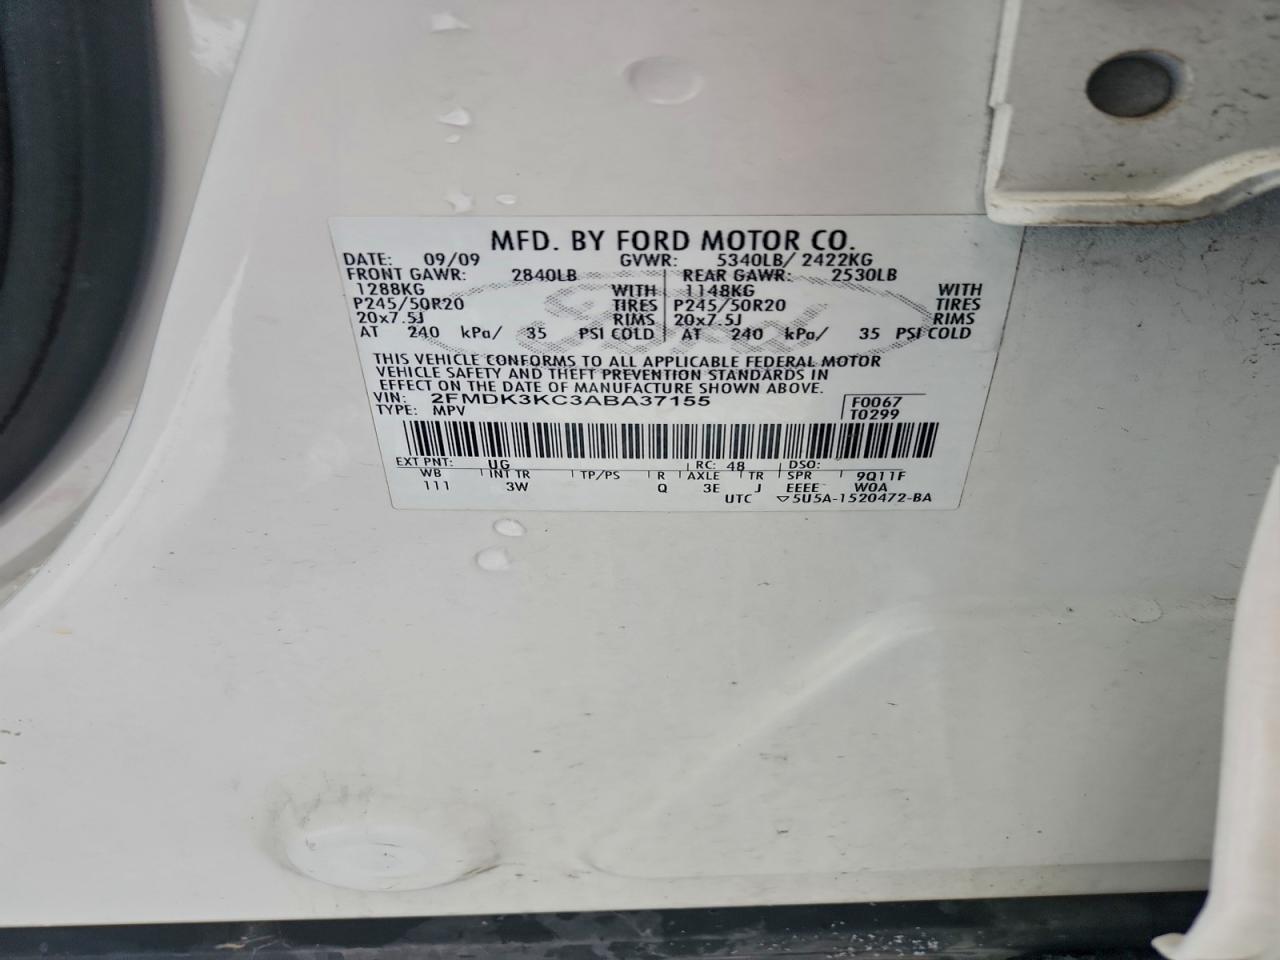 MFD. BY FORD MOTOR CO.
DATE: 09/09 GVWR: 5340LB/ 2422KG
FRONT GAWR: 2840LB REAR GAWR: 2530LB
1288KG WITH 1148KG WITH
P245/50R20 TIRES P245/50R20 TIRES
20x7.5J RIMS 20x7.5J RIMS
AT 240 kPa/ 35 PSI COLD AT 240 kPa/ 35 PSI COLD
Ford
THIS VEHICLE CONFORMS TO ALL APPLICABLE FEDERAL MOTOR
VEHICLE SAFETY AND THEFT PREVENTION STANDARDS IN
EFFECT ON THE DATE OF MANUFACTURE SHOWN ABOVE.
VIN: 2FMDK3KC3ABA37155 F0067
TYPE: MPV T0299
EXT PNT: UG RC: 48 DSO:
WB INT TR TP/PS R AXLE TR SPR 9Q11F
111 3W Q 3E J EEEE W0A
UTC ▽5U5A-1520472-BA